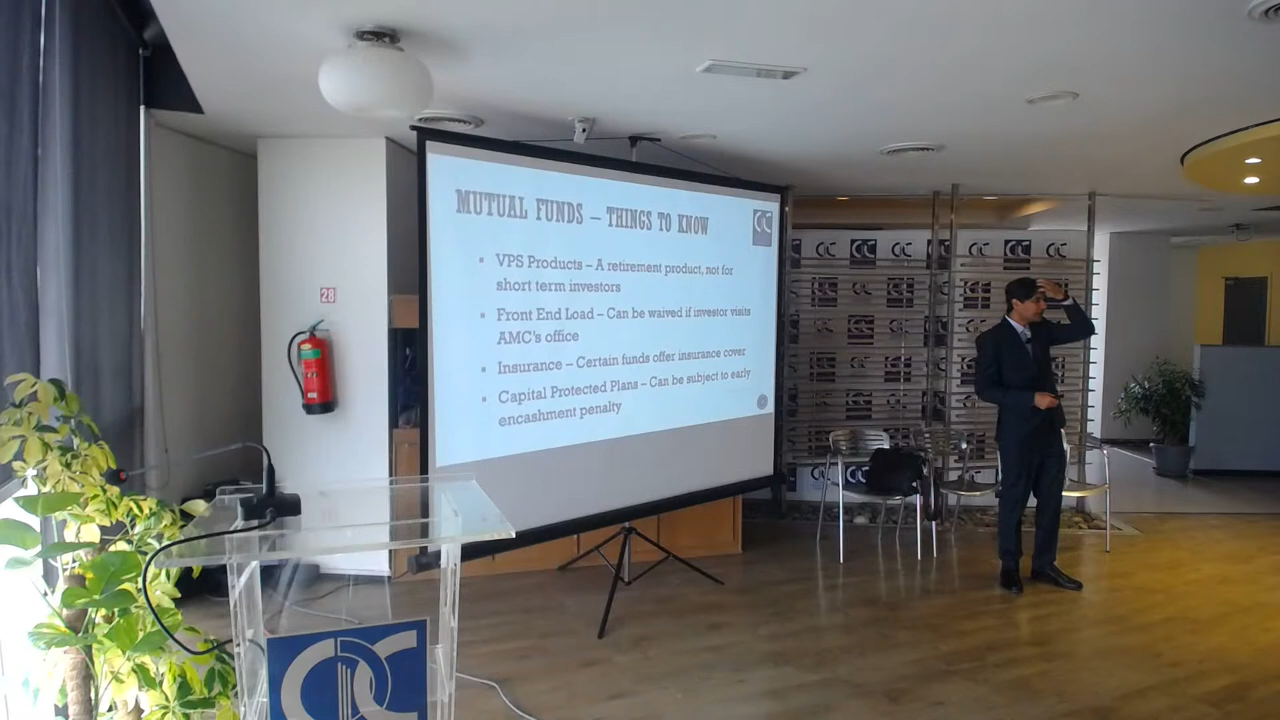 MUTUAL FUNDS – THINGS TO KNOW
▪ VPS Products – A retirement product, not for
short term investors
▪ Front End Load – Can be waived if investor visits
AMC's office
▪ Insurance – Certain funds offer insurance cover
▪ Capital Protected Plans – Can be subject to early
encashment penalty
28